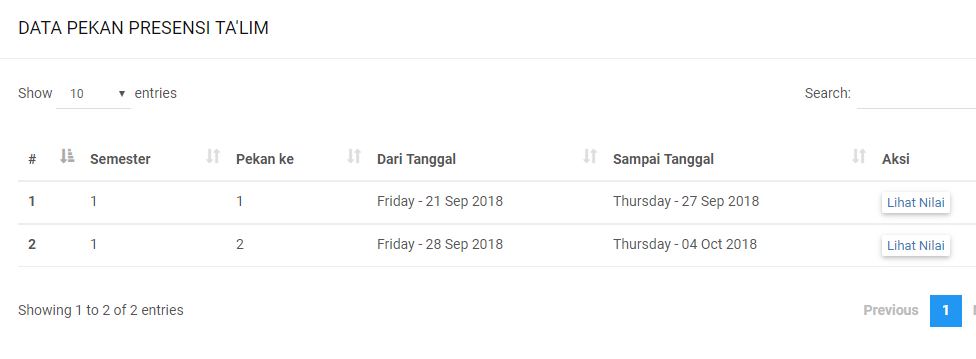 DATA PEKAN PRESENSI TA'LIM
Show 10 entries Search:
# Semester Pekan ke Dari Tanggal Sampai Tanggal Aksi
1 1 1 Friday - 21 Sep 2018 Thursday - 27 Sep 2018 Lihat Nilai
2 1 2 Friday - 28 Sep 2018 Thursday - 04 Oct 2018 Lihat Nilai
Showing 1 to 2 of 2 entries Previous 1